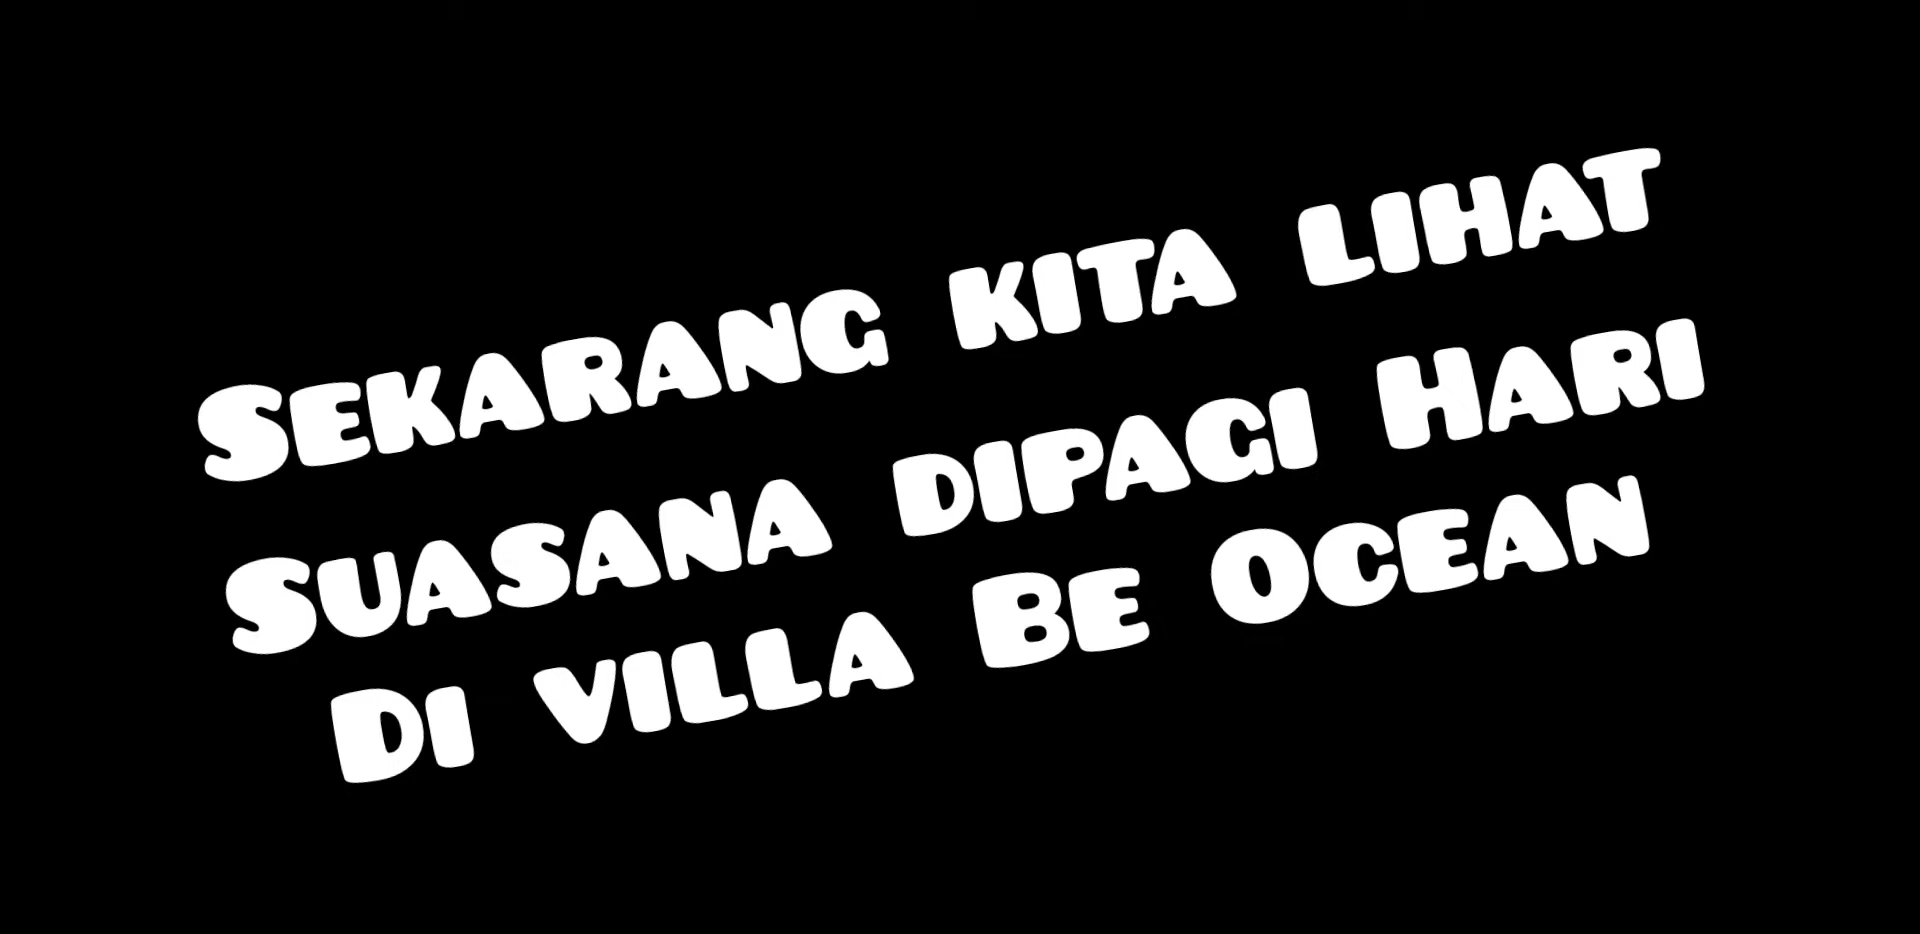 Sekarang kita lihat
Suasana dipagi Hari
Di villa Be Ocean